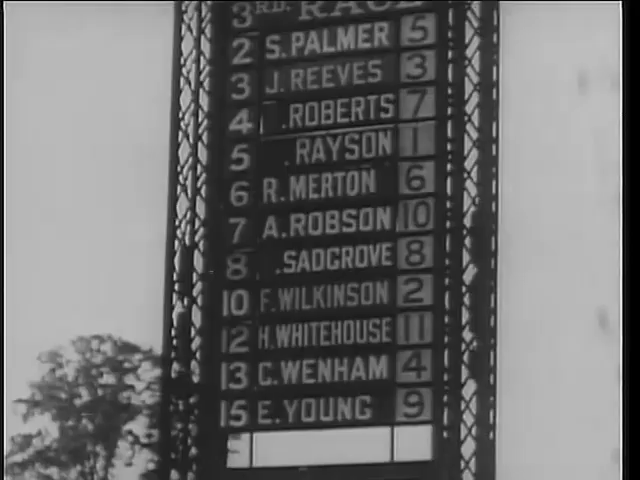 3RD. RACE
2 S.PALMER 5
3 J.REEVES 3
4 .ROBERTS 7
5 .RAYSON 1
6 R.MERTON 6
7 A.ROBSON 10
8 .SADGROVE 8
10 F.WILKINSON 2
12 H.WHITEHOUSE 11
13 C.WENHAM 4
15 E.YOUNG 9